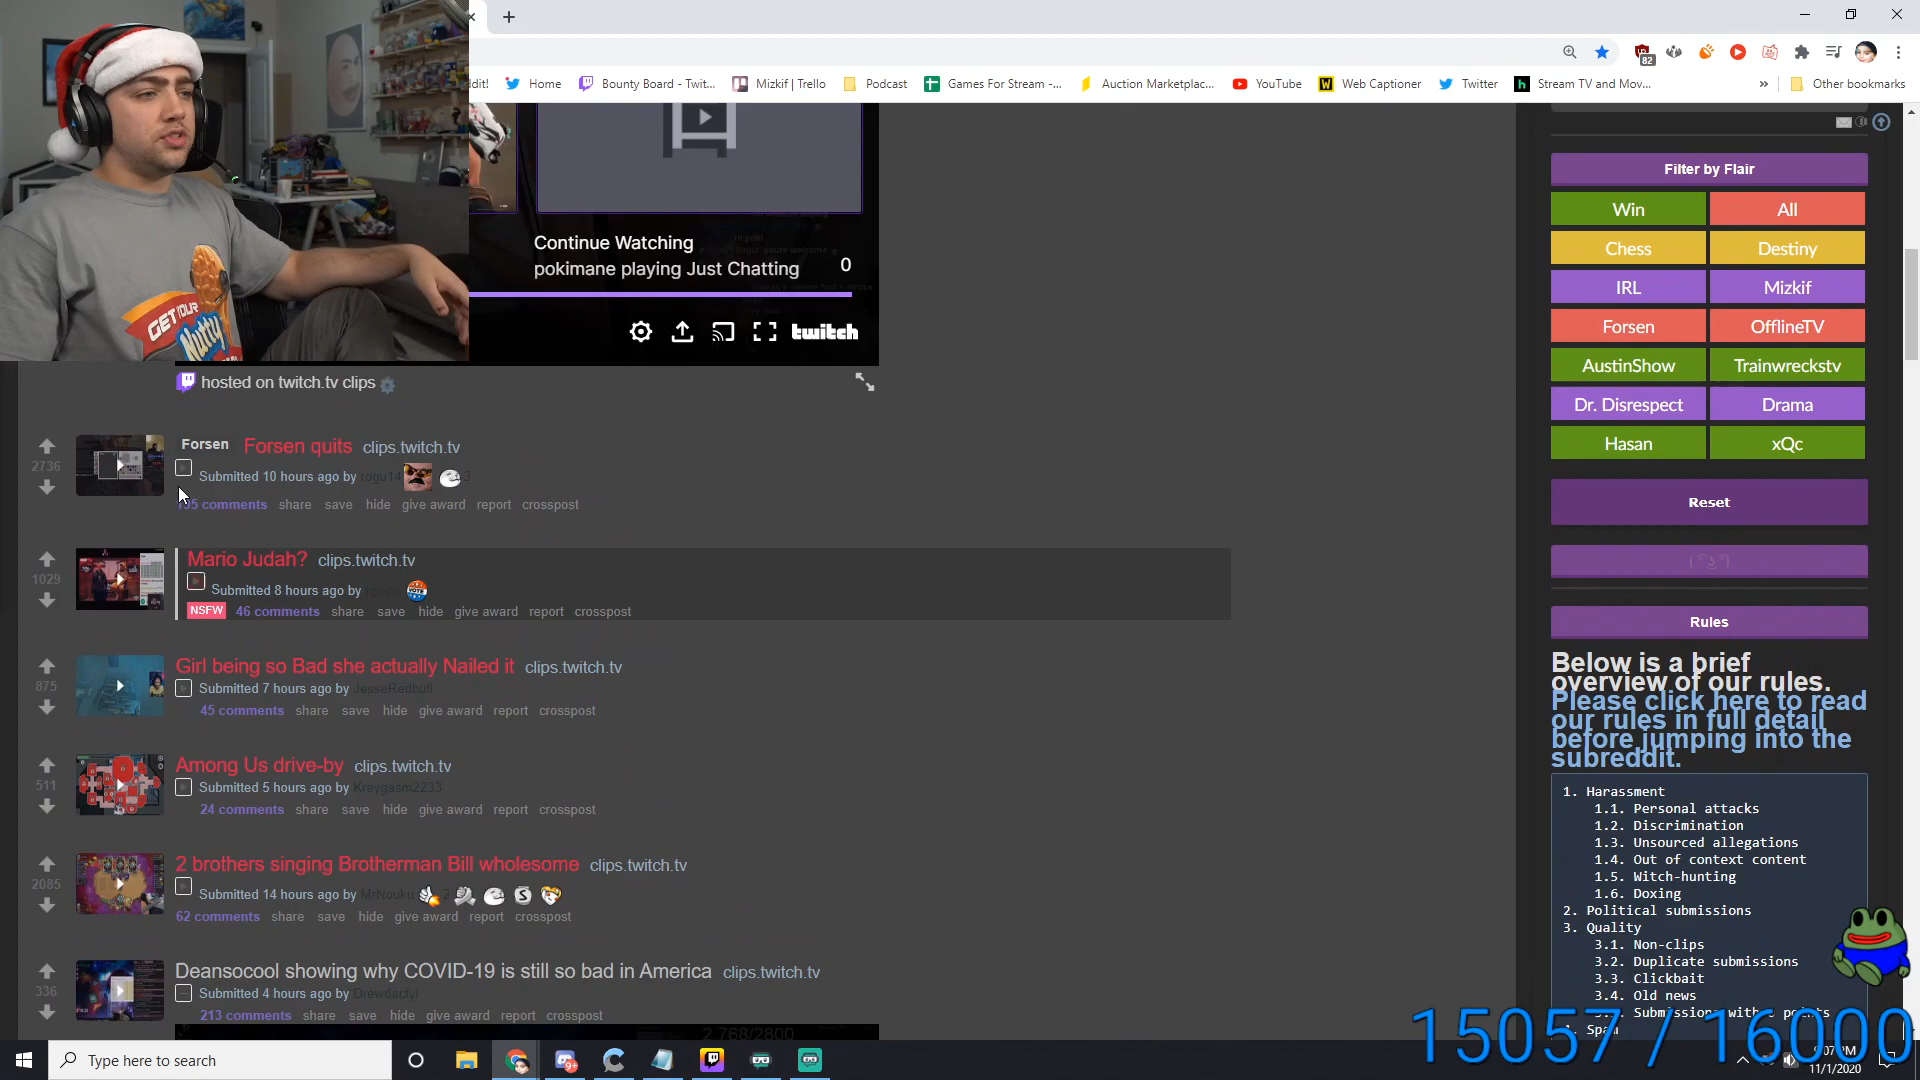 dit!
Home
Bounty Board - Twit...
Mizkif | Trello
Podcast
Games For Stream -...
Auction Marketplac...
YouTube
Web Captioner
Twitter
Stream TV and Mov...
»
Other bookmarks
82
GET YOUR
Nutty
Continue Watching
pokimane playing Just Chatting
0
twitch
hosted on twitch.tv clips
2736
Forsen Forsen quits clips.twitch.tv
Submitted 10 hours ago by
comments share save hide give award report crosspost
1029
Mario Judah? clips.twitch.tv
Submitted 8 hours ago by
NSFW 46 comments share save hide give award report crosspost
875
Girl being so Bad she actually Nailed it clips.twitch.tv
Submitted 7 hours ago by JesseRedbull
45 comments share save hide give award report crosspost
511
Among Us drive-by clips.twitch.tv
Submitted 5 hours ago by Kreygasm2233
24 comments share save hide give award report crosspost
2085
2 brothers singing Brotherman Bill wholesome clips.twitch.tv
Submitted 14 hours ago by MrNouku
62 comments share save hide give award report crosspost
336
Deansocool showing why COVID-19 is still so bad in America clips.twitch.tv
Submitted 4 hours ago by Drewdactyl
213 comments share save hide give award report crosspost
2,768/2800
Filter by Flair
Win All
Chess Destiny
IRL Mizkif
Forsen OfflineTV
AustinShow Trainwreckstv
Dr. Disrespect Drama
Hasan xQc
Reset
Rules
Below is a brief
overview of our rules.
Please click here to read
our rules in full detail
before jumping into the
subreddit.
1. Harassment
1.1. Personal attacks
1.2. Discrimination
1.3. Unsourced allegations
1.4. Out of context content
1.5. Witch-hunting
1.6. Doxing
2. Political submissions
3. Quality
3.1. Non-clips
3.2. Duplicate submissions
3.3. Clickbait
3.4. Old news
points
15057 / 16000
Type here to search
9+
11/1/2020